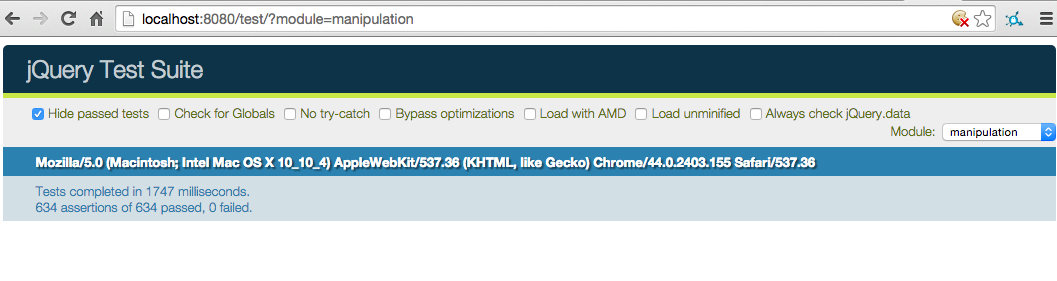 localhost:8080/test/?module=manipulation
jQuery Test Suite
Hide passed tests Check for Globals No try-catch Bypass optimizations Load with AMD Load unminified Always check jQuery.data
Module: manipulation
Mozilla/5.0 (Macintosh; Intel Mac OS X 10_10_4) AppleWebKit/537.36 (KHTML, like Gecko) Chrome/44.0.2403.155 Safari/537.36
Tests completed in 1747 milliseconds.
634 assertions of 634 passed, 0 failed.